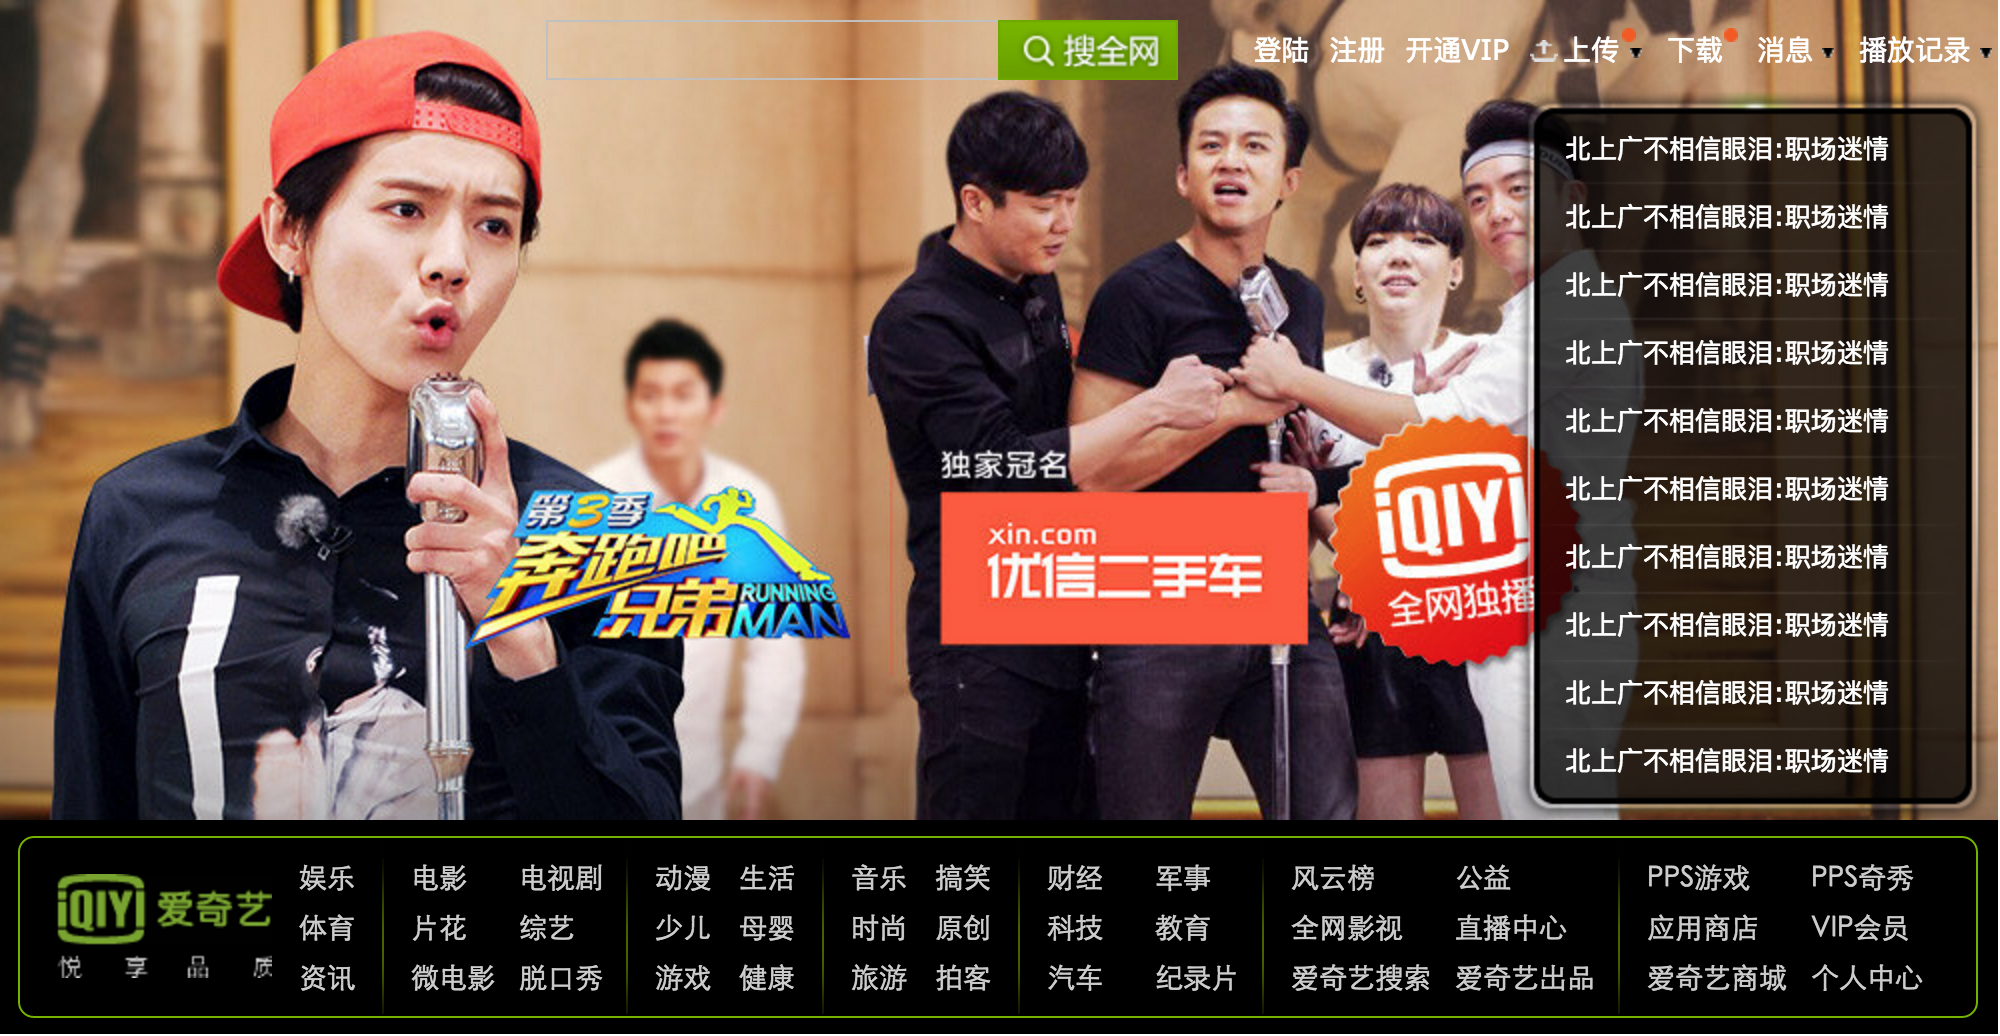 搜全网
登陆 注册 开通VIP 上传 下载 消息 播放记录
北上广不相信眼泪:职场迷情
北上广不相信眼泪:职场迷情
北上广不相信眼泪:职场迷情
北上广不相信眼泪:职场迷情
北上广不相信眼泪:职场迷情
北上广不相信眼泪:职场迷情
北上广不相信眼泪:职场迷情
北上广不相信眼泪:职场迷情
北上广不相信眼泪:职场迷情
北上广不相信眼泪:职场迷情
第3季
奔跑吧
兄弟
RUNNING
MAN
独家冠名
xin.com
优信二手车
iQIYI
全网独播
iQIYI 爱奇艺
悦享品质
娱乐 电影 电视剧 动漫 生活 音乐 搞笑 财经 军事 风云榜 公益 PPS游戏 PPS奇秀
体育 片花 综艺 少儿 母婴 时尚 原创 科技 教育 全网影视 直播中心 应用商店 VIP会员
资讯 微电影 脱口秀 游戏 健康 旅游 拍客 汽车 纪录片 爱奇艺搜索 爱奇艺出品 爱奇艺商城 个人中心